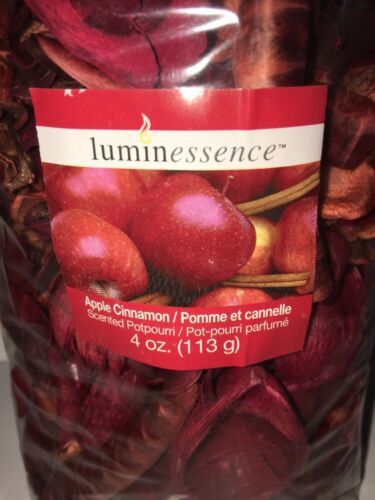 luminessence™
Apple Cinnamon / Pomme et cannelle
Scented Potpourri / Pot-pourri parfumé
4 oz. (113 g)